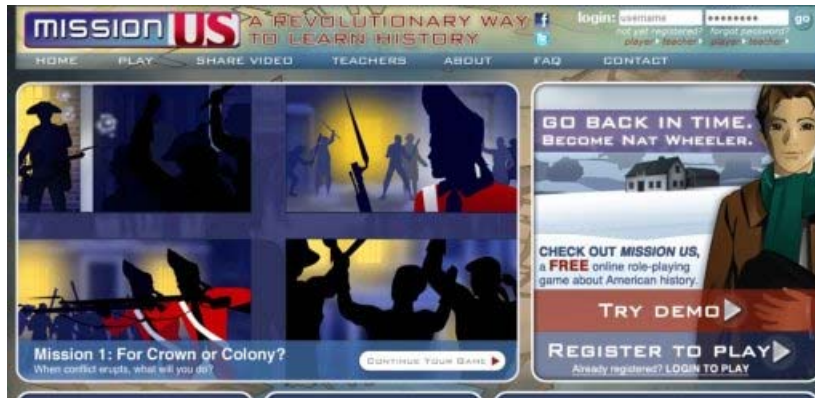 MISSION US
A REVOLUTIONARY WAY
TO LEARN HISTORY
login: username ******** go
not yet registered? forgot password?
player teacher player teacher
HOME PLAY SHARE VIDEO TEACHERS ABOUT FAQ CONTACT
GO BACK IN TIME.
BECOME NAT WHEELER.
CHECK OUT MISSION US,
a FREE online role-playing
game about American history.
TRY DEMO
REGISTER TO PLAY
Already registered? LOGIN TO PLAY
Mission 1: For Crown or Colony?
When conflict erupts, what will you do?
CONTINUE YOUR GAME